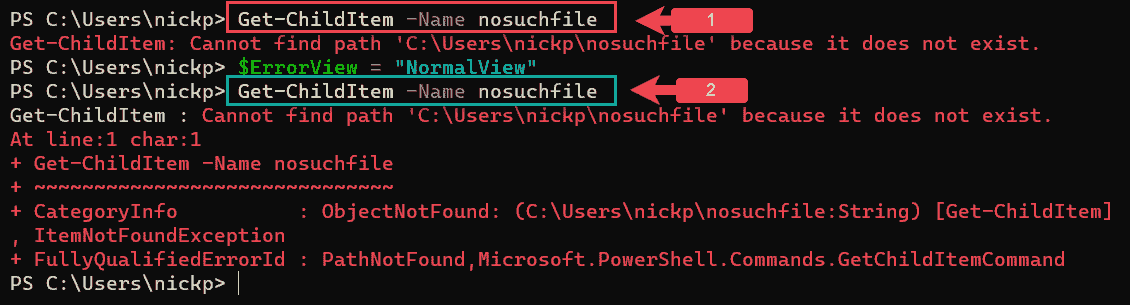 PS C:\Users\nickp> Get-ChildItem -Name nosuchfile 1
Get-ChildItem: Cannot find path 'C:\Users\nickp\nosuchfile' because it does not exist.
PS C:\Users\nickp> $ErrorView = "NormalView"
PS C:\Users\nickp> Get-ChildItem -Name nosuchfile 2
Get-ChildItem : Cannot find path 'C:\Users\nickp\nosuchfile' because it does not exist.
At line:1 char:1
+ Get-ChildItem -Name nosuchfile
+ ~~~~~~~~~~~~~~~~~~~~~~~~~~~~~~
+ CategoryInfo          : ObjectNotFound: (C:\Users\nickp\nosuchfile:String) [Get-ChildItem]
, ItemNotFoundException
+ FullyQualifiedErrorId : PathNotFound,Microsoft.PowerShell.Commands.GetChildItemCommand
PS C:\Users\nickp>